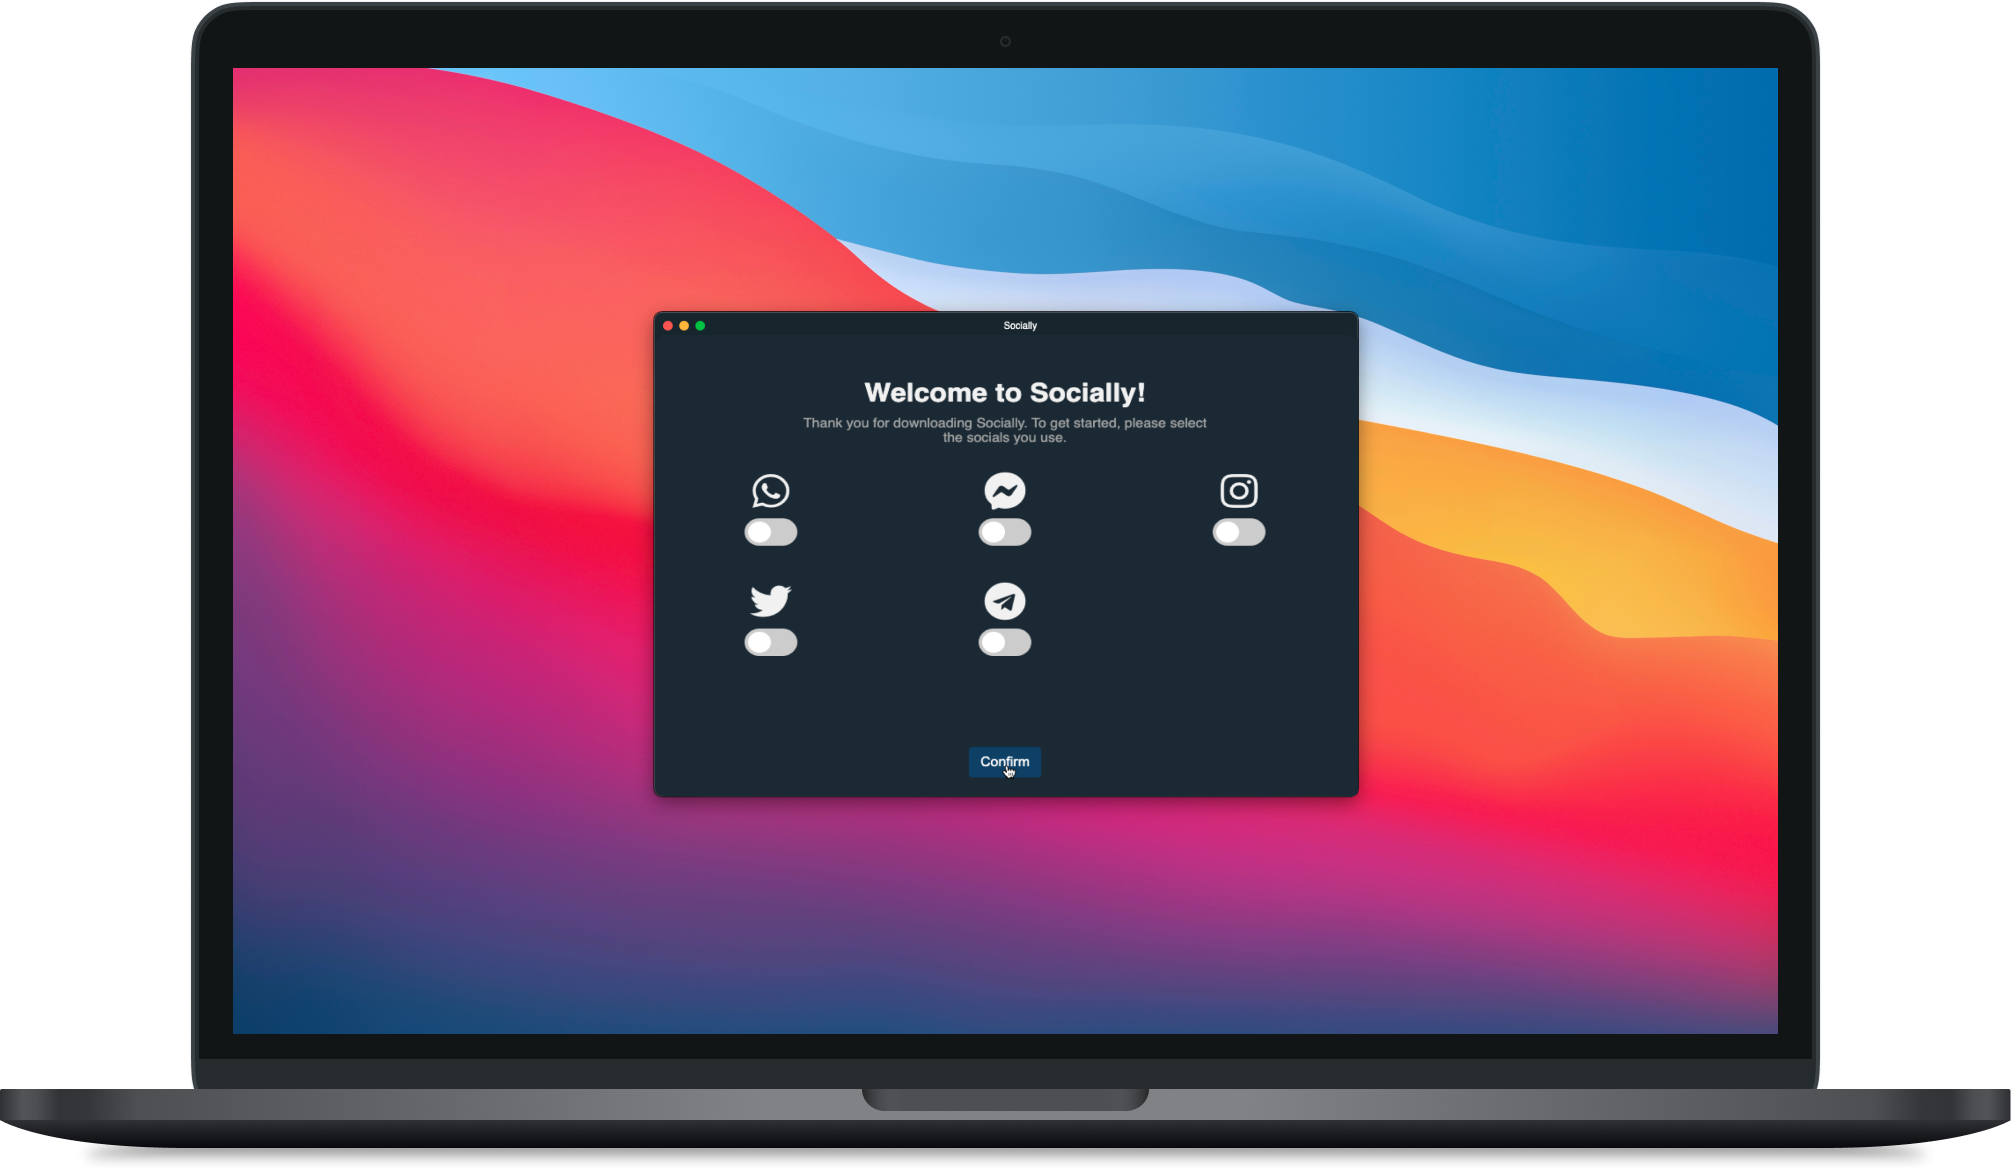 Socially
Welcome to Socially!
Thank you for downloading Socially. To get started, please select
the socials you use.
Confirm